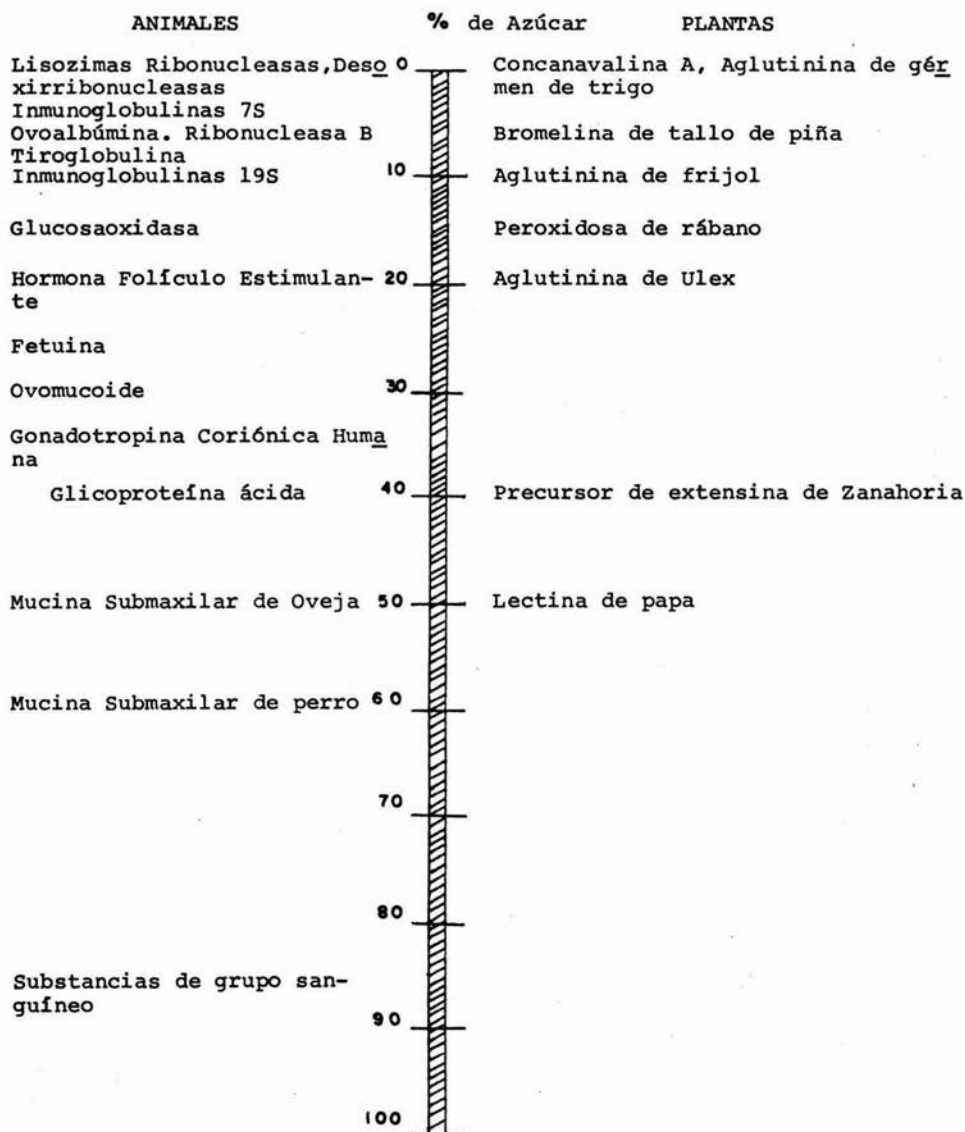 ANIMALES % de Azúcar PLANTAS
Lisozimas Ribonucleasas,Deso 0 Concanavalina A, Aglutinina de gér
xirribonucleasas men de trigo
Inmunoglobulinas 7S
Ovoalbúmina. Ribonucleasa B Bromelina de tallo de piña
Tiroglobulina
Inmunoglobulinas 19S 10 Aglutinina de frijol
Glucosaoxidasa Peroxidosa de rábano
Hormona Folículo Estimulan- 20 Aglutinina de Ulex
te
Fetuina
Ovomucoide 30
Gonadotropina Coriónica Huma
na
Glicoproteína ácida 40 Precursor de extensina de Zanahoria
Mucina Submaxilar de Oveja 50 Lectina de papa
Mucina Submaxilar de perro 60
70
80
Substancias de grupo san-
guíneo
90
100